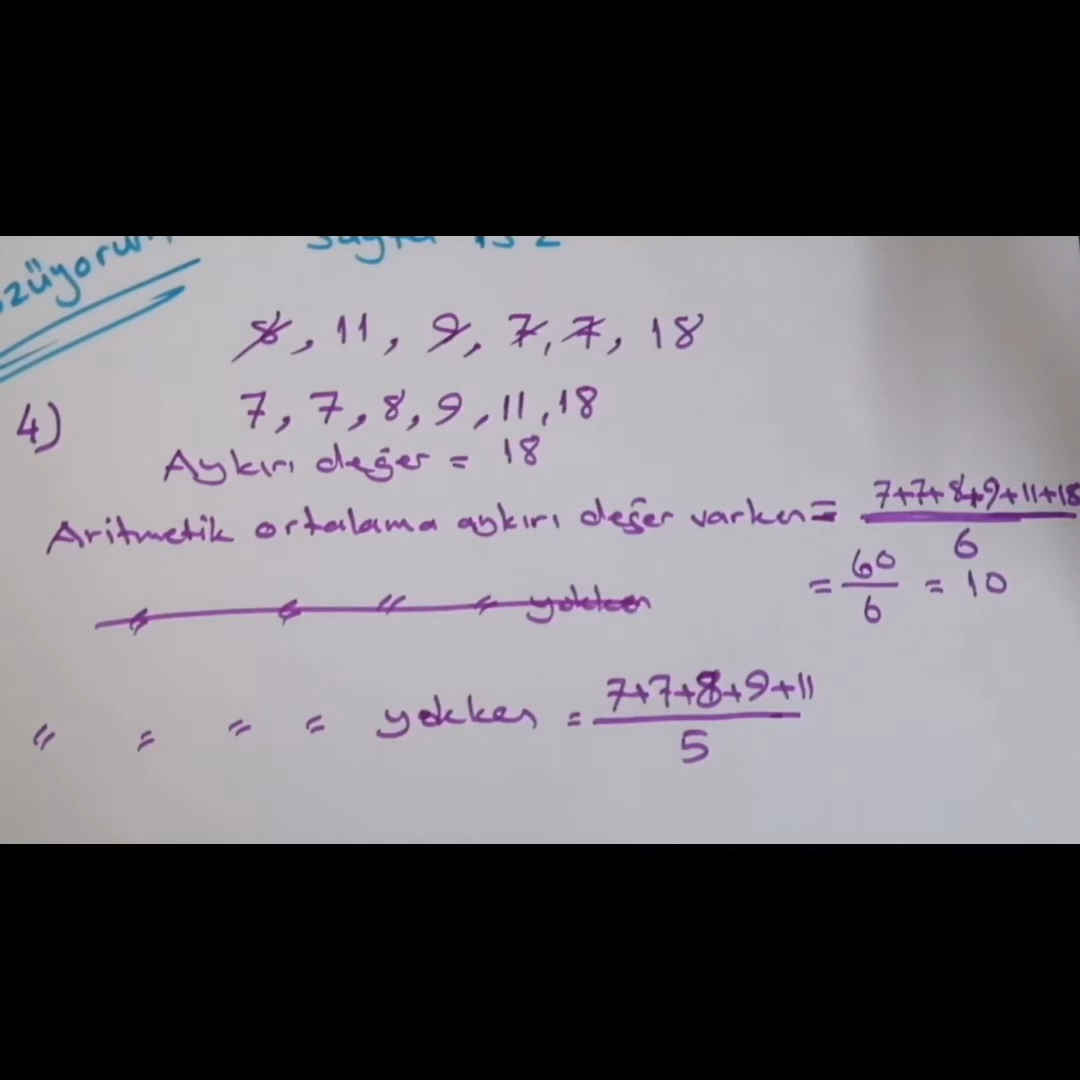 8, 11, 9, 7, 7, 18
4) 7, 7, 8, 9, 11, 18
Aykırı değer = 18
Aritmetik ortalama aykırı değer varken = 7+7+8+9+11+18
6
= 60 = 10
6
" " " " yokken
" " " " yokken = 7+7+8+9+11
5